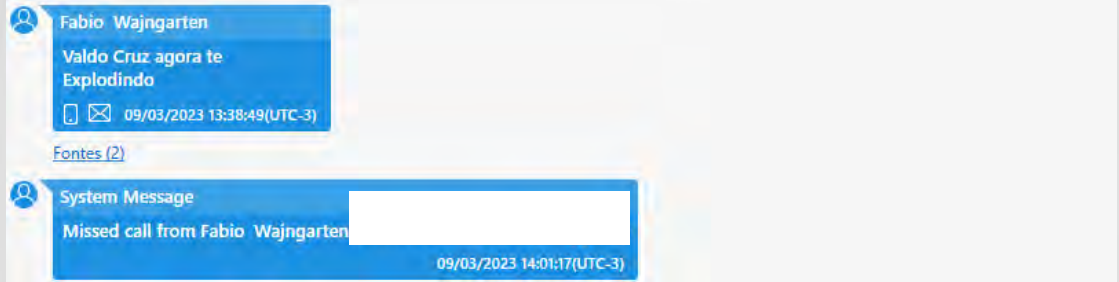 Fabio Wajngarten
Valdo Cruz agora te
Explodindo
09/03/2023 13:38:49(UTC-3)
Fontes (2)
System Message
Missed call from Fabio Wajngarten
09/03/2023 14:01:17(UTC-3)